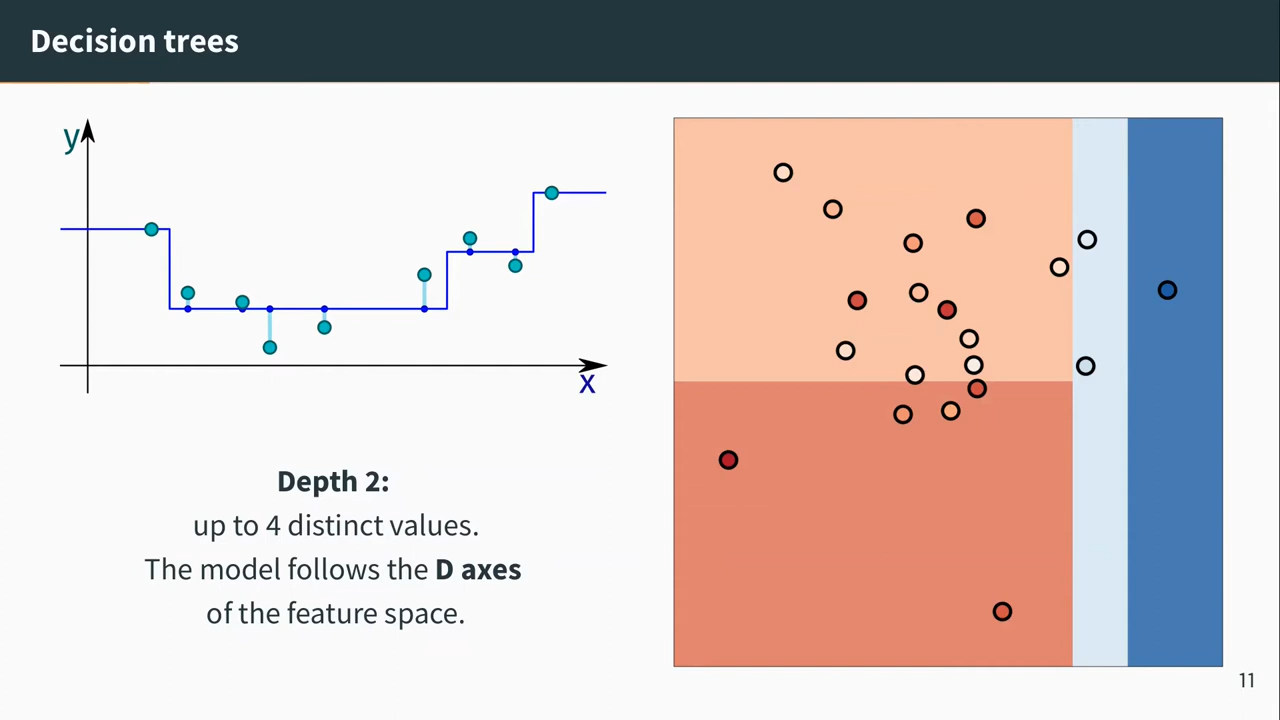 Decision trees
y
x
Depth 2:
up to 4 distinct values.
The model follows the D axes
of the feature space.
11